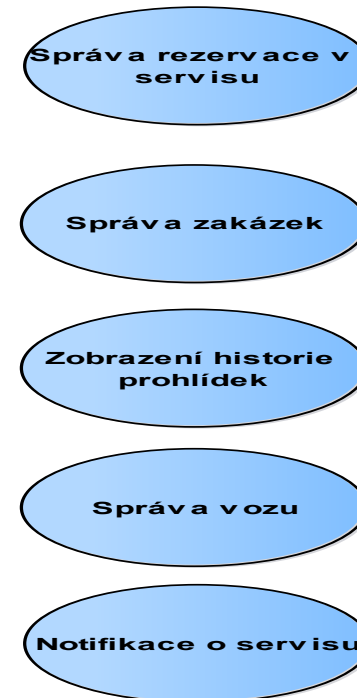 Správa rezervace v
servisu
Správa zakázek
Zobrazení historie
prohlídek
Správa vozu
Notifikace o servisu